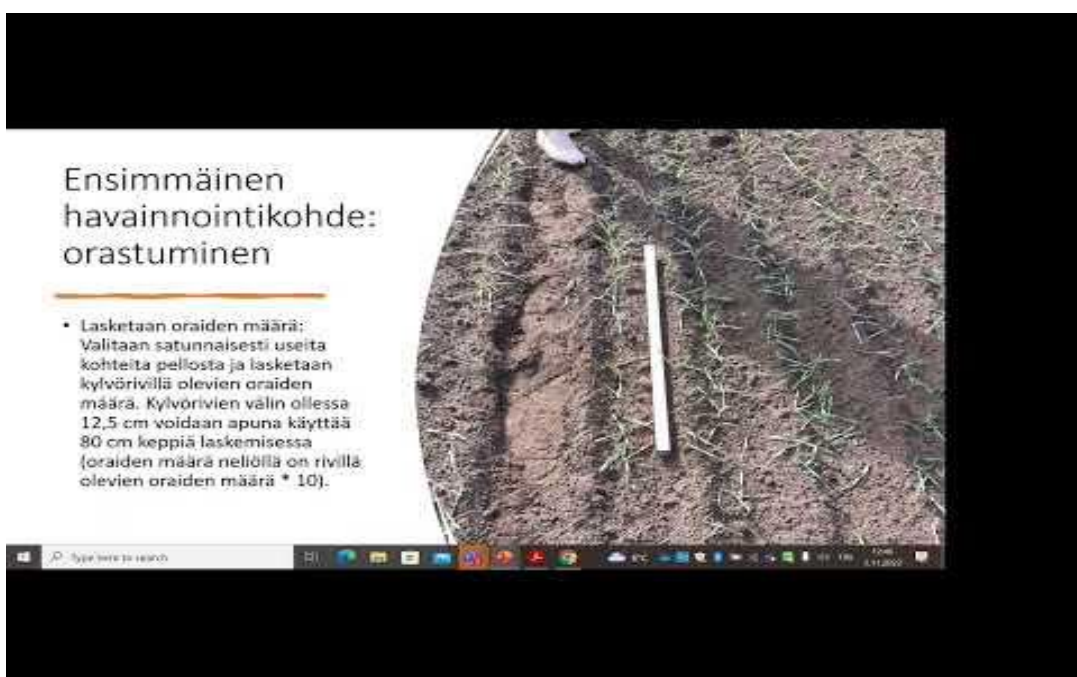 Ensimmäinen
havainnointikohde:
orastuminen
• Lasketaan oraiden määrä:
Valitaan satunnaisesti useita
kohteita pellosta ja lasketaan
kylvörivillä olevien oraiden
määrä. Kylvörivien välin ollessa
12,5 cm voidaan apuna käyttää
80 cm keppiä laskemisessa
(oraiden määrä neliöllä on rivillä
olevien oraiden määrä * 10).
Type here to search